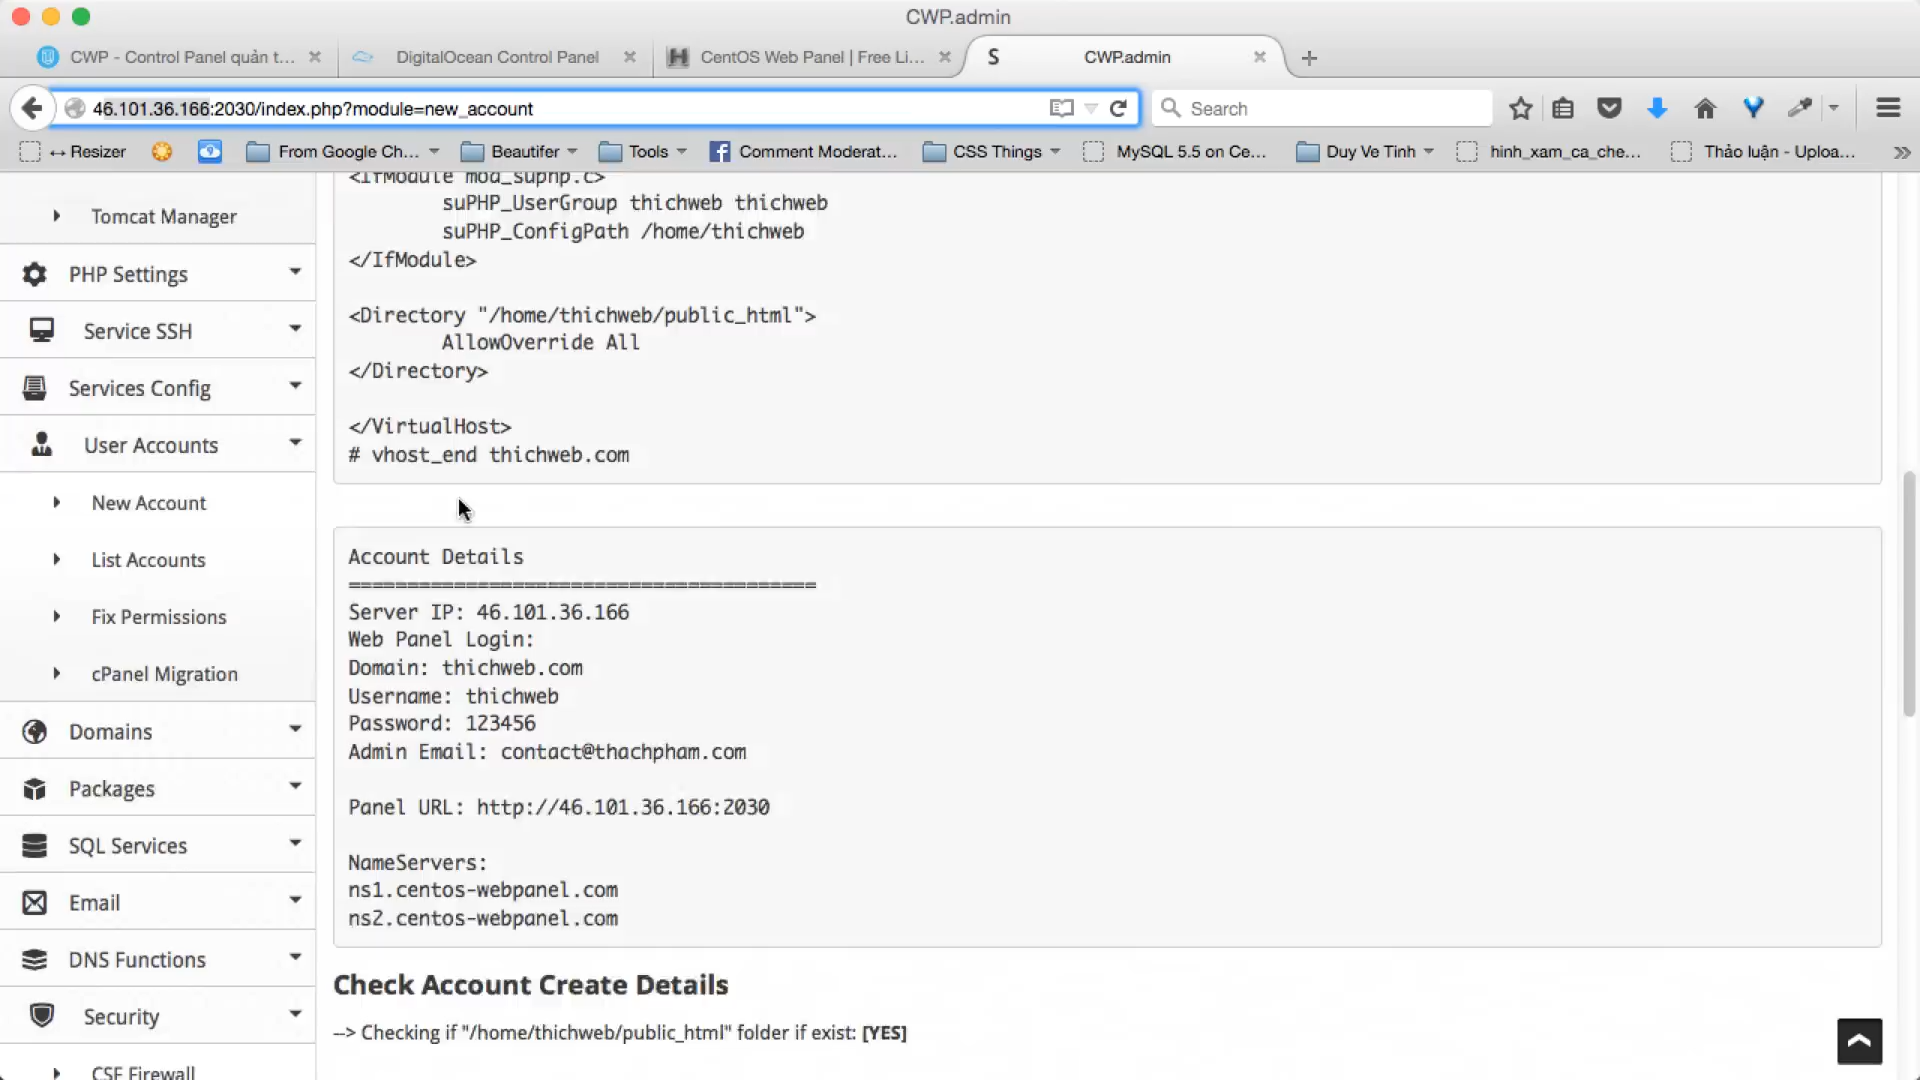 CWP.admin
CWP - Control Panel quản t...
DigitalOcean Control Panel
CentOS Web Panel | Free Li...
CWP.admin
46.101.36.166:2030/index.php?module=new_account
Search
Resizer
From Google Ch...
Beautifer
Tools
Comment Moderat...
CSS Things
MySQL 5.5 on Ce...
Duy Ve Tinh
hinh_xam_ca_che...
Thảo luận - Uploa...
Tomcat Manager
PHP Settings
Service SSH
Services Config
User Accounts
New Account
List Accounts
Fix Permissions
cPanel Migration
Domains
Packages
SQL Services
Email
DNS Functions
Security
CSF Firewall
<IfModule mod_suphp.c>
suPHP_UserGroup thichweb thichweb
suPHP_ConfigPath /home/thichweb
</IfModule>
<Directory "/home/thichweb/public_html">
AllowOverride All
</Directory>
</VirtualHost>
# vhost_end thichweb.com
Account Details
========================================
Server IP: 46.101.36.166
Web Panel Login:
Domain: thichweb.com
Username: thichweb
Password: 123456
Admin Email: contact@thachpham.com
Panel URL: http://46.101.36.166:2030
NameServers:
ns1.centos-webpanel.com
ns2.centos-webpanel.com
Check Account Create Details
--> Checking if "/home/thichweb/public_html" folder if exist: [YES]